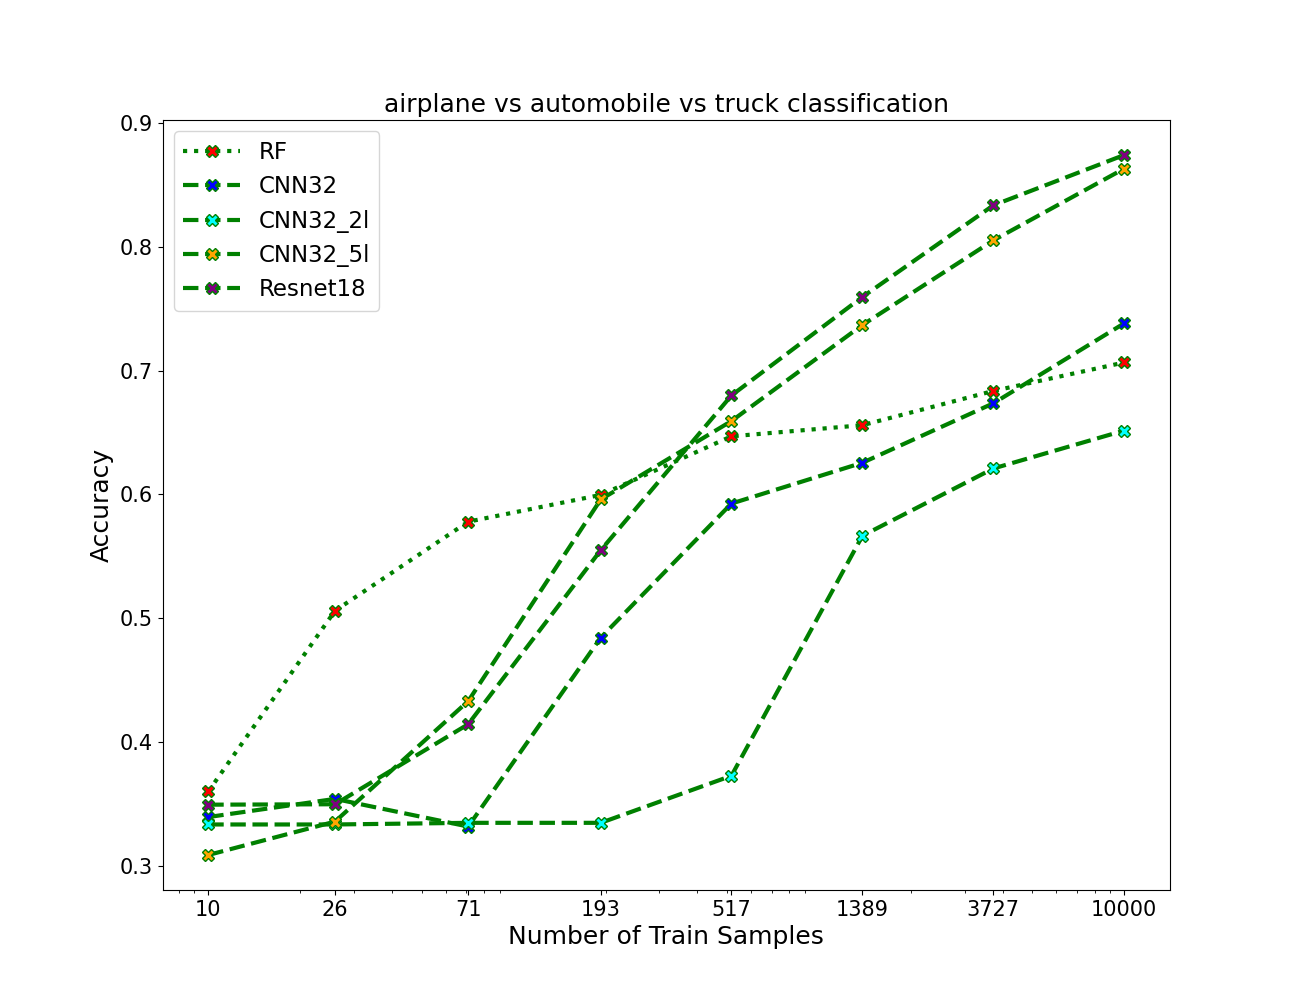 airplane vs automobile vs truck classification
RF
CNN32
CNN32_2l
CNN32_5l
Resnet18
Accuracy
0.9
0.8
0.7
0.6
0.5
0.4
0.3
10 26 71 193 517 1389 3727 10000
Number of Train Samples